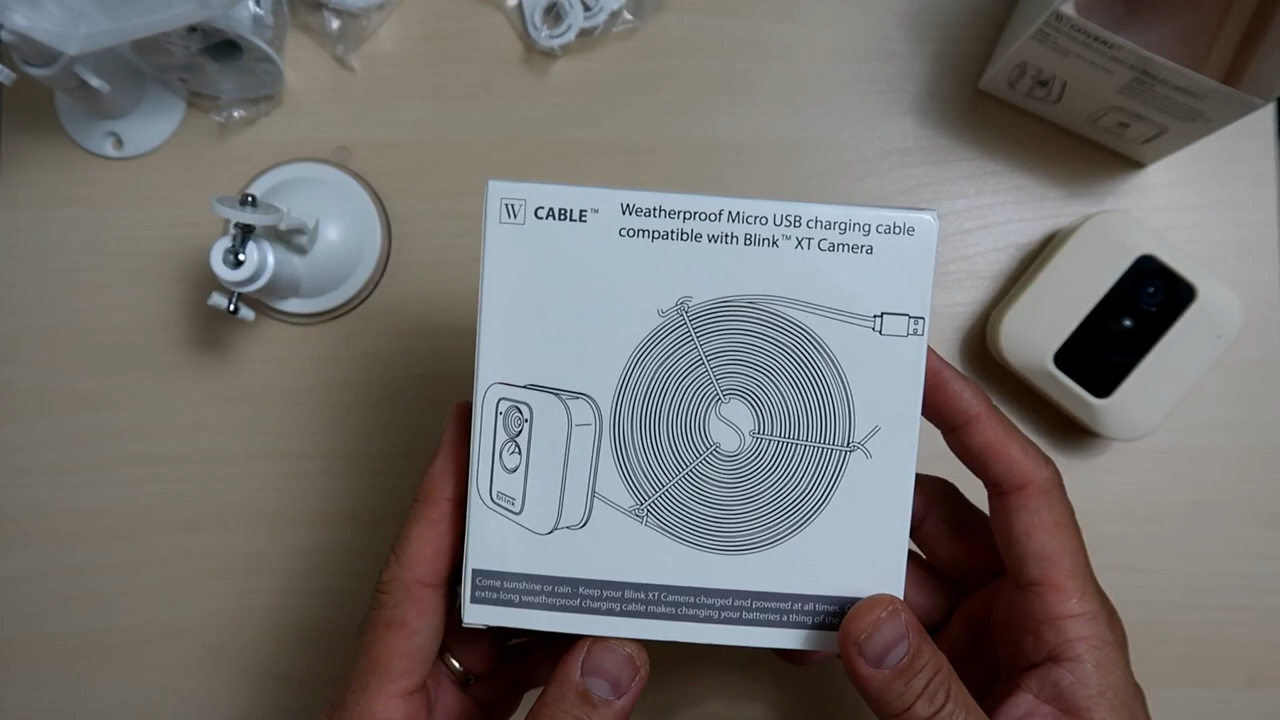 W CABLE™
Weatherproof Micro USB charging cable
compatible with Blink™ XT Camera
blink
Come sunshine or rain - Keep your Blink XT Camera charged and powered at all times.
extra-long weatherproof charging cable makes changing your batteries a thing of the
W COVERS